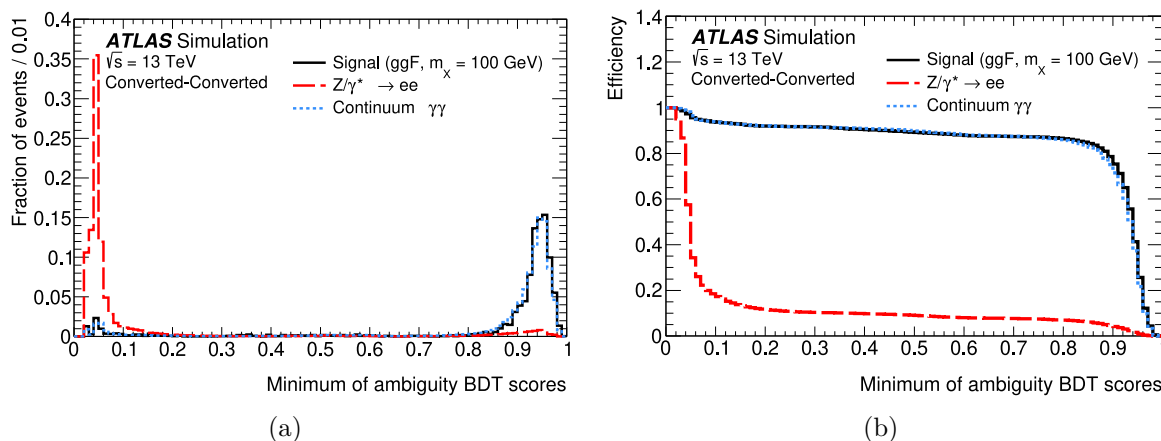 Fraction of events / 0.01
0.4
0.35
0.3
0.25
0.2
0.15
0.1
0.05
0
ATLAS Simulation
√s = 13 TeV
Converted-Converted
Signal (ggF, m_X = 100 GeV)
Z/γ* → ee
Continuum γγ
0 0.1 0.2 0.3 0.4 0.5 0.6 0.7 0.8 0.9 1
Minimum of ambiguity BDT scores
(a)
Efficiency
1.4
1.2
1
0.8
0.6
0.4
0.2
0
ATLAS Simulation
√s = 13 TeV
Converted-Converted
Signal (ggF, m_X = 100 GeV)
Z/γ* → ee
Continuum γγ
0 0.1 0.2 0.3 0.4 0.5 0.6 0.7 0.8 0.9
Minimum of ambiguity BDT scores
(b)